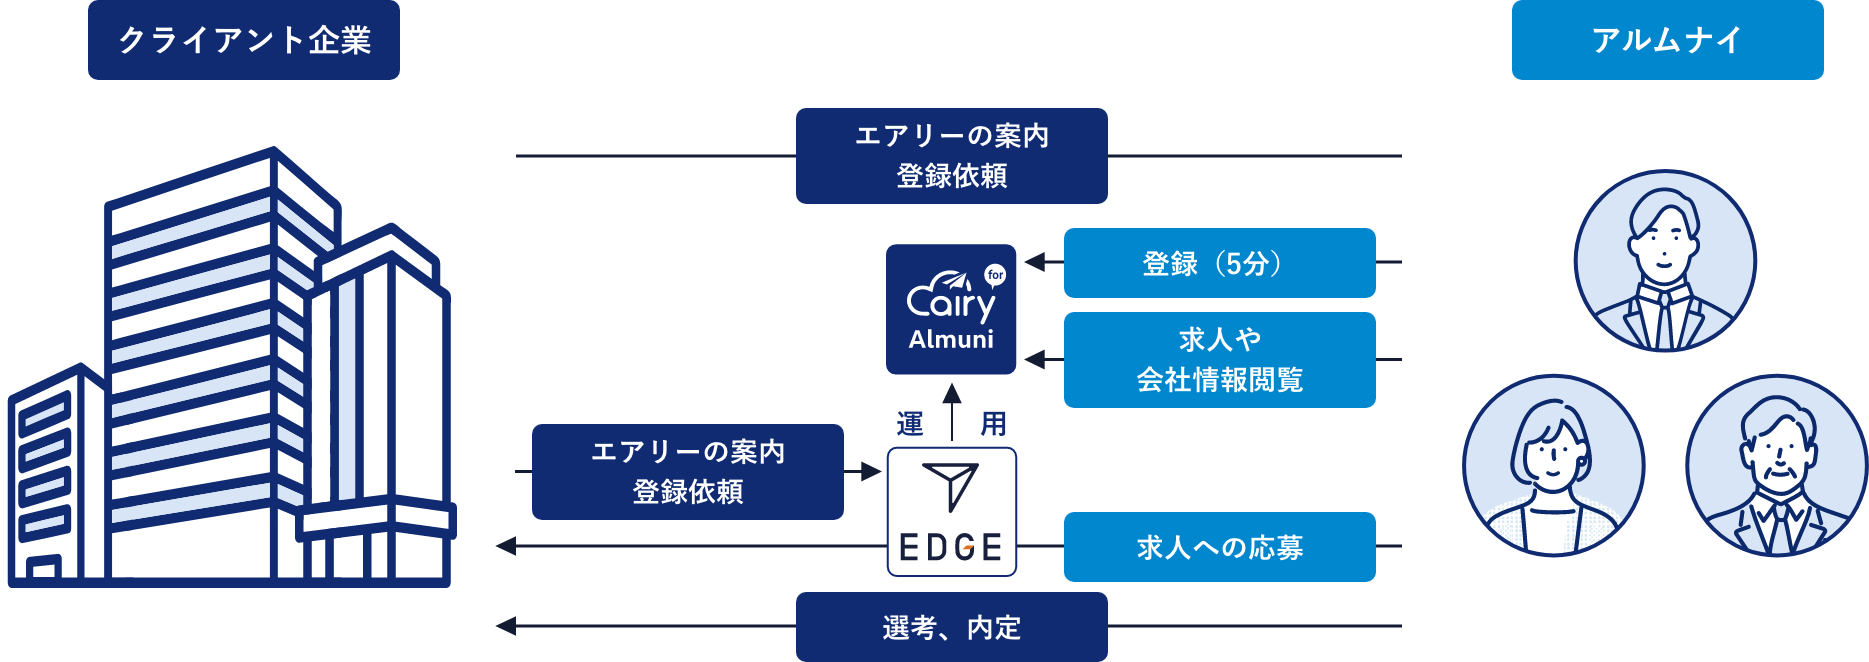 クライアント企業
アルムナイ
エアリーの案内
登録依頼
登録（5分）
for
airy
Almuni
求人や
会社情報閲覧
運 用
エアリーの案内
登録依頼
EDGE
求人への応募
選考、内定